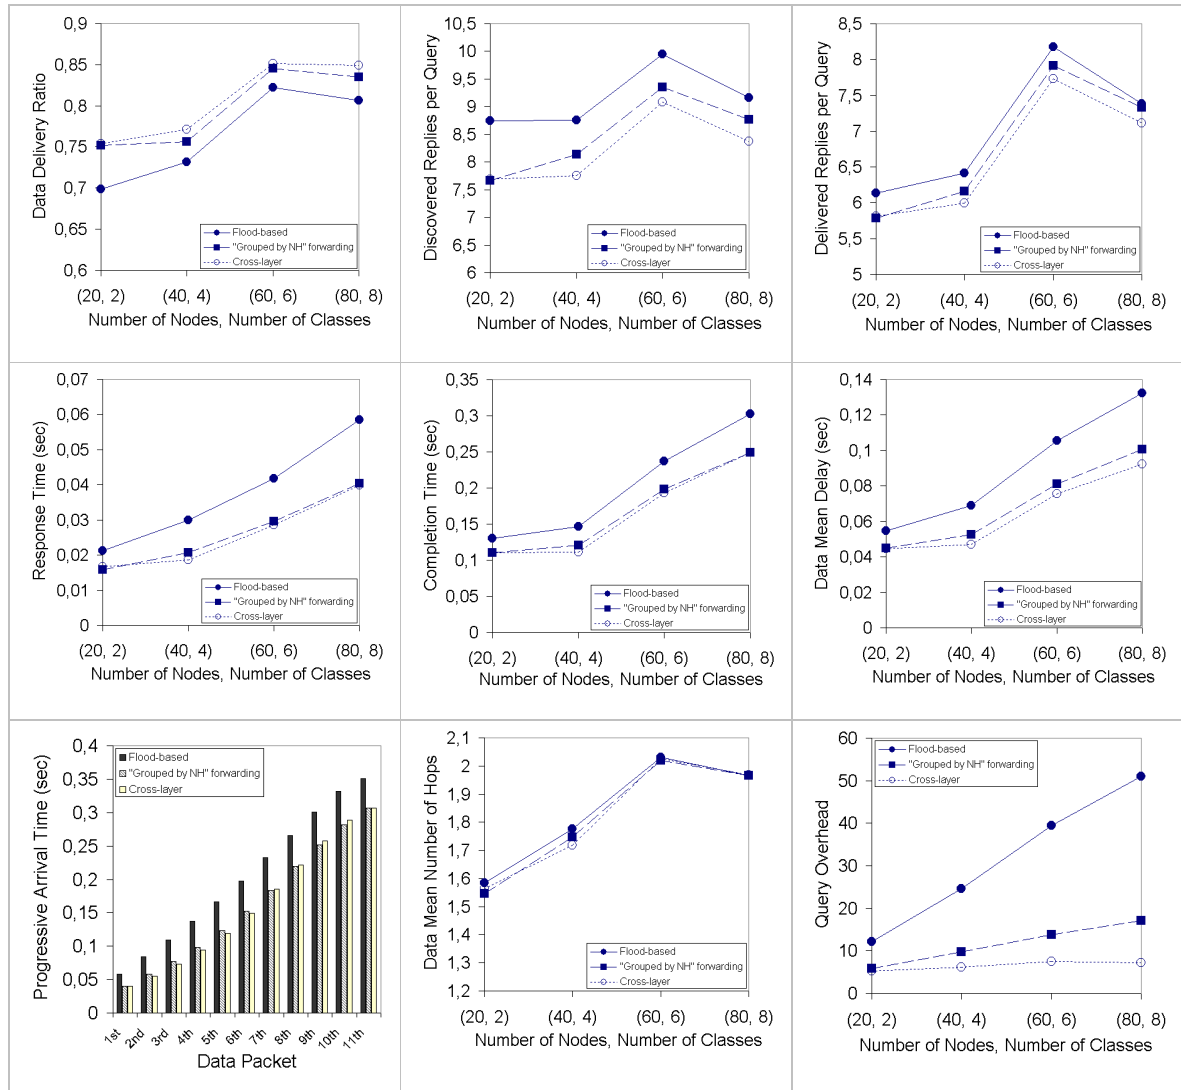 Data Delivery Ratio
0,9
0,85
0,8
0,75
0,7
0,65
0,6
Flood-based
"Grouped by NH" forwarding
Cross-layer
(20, 2) (40, 4) (60, 6) (80, 8)
Number of Nodes, Number of Classes
Discovered Replies per Query
10,5
10
9,5
9
8,5
8
7,5
7
6,5
6
Flood-based
"Grouped by NH" forwarding
Cross-layer
(20, 2) (40, 4) (60, 6) (80, 8)
Number of Nodes, Number of Classes
Delivered Replies per Query
8,5
8
7,5
7
6,5
6
5,5
5
Flood-based
"Grouped by NH" forwarding
Cross-layer
(20, 2) (40, 4) (60, 6) (80, 8)
Number of Nodes, Number of Classes
Response Time (sec)
0,07
0,06
0,05
0,04
0,03
0,02
0,01
0
Flood-based
"Grouped by NH" forwarding
Cross-layer
(20, 2) (40, 4) (60, 6) (80, 8)
Number of Nodes, Number of Classes
Completion Time (sec)
0,35
0,3
0,25
0,2
0,15
0,1
0,05
0
Flood-based
"Grouped by NH" forwarding
Cross-layer
(20, 2) (40, 4) (60, 6) (80, 8)
Number of Nodes, Number of Classes
Data Mean Delay (sec)
0,14
0,12
0,1
0,08
0,06
0,04
0,02
0
Flood-based
"Grouped by NH" forwarding
Cross-layer
(20, 2) (40, 4) (60, 6) (80, 8)
Number of Nodes, Number of Classes
Progressive Arrival Time (sec)
0,4
0,35
0,3
0,25
0,2
0,15
0,1
0,05
0
Flood-based
"Grouped by NH" forwarding
Cross-layer
1st 2nd 3rd 4th 5th 6th 7th 8th 9th 10th 11th
Data Packet
Data Mean Number of Hops
2,1
2
1,9
1,8
1,7
1,6
1,5
1,4
1,3
1,2
Flood-based
"Grouped by NH" forwarding
Cross-layer
(20, 2) (40, 4) (60, 6) (80, 8)
Number of Nodes, Number of Classes
Query Overhead
60
50
40
30
20
10
0
Flood-based
"Grouped by NH" forwarding
Cross-layer
(20, 2) (40, 4) (60, 6) (80, 8)
Number of Nodes, Number of Classes